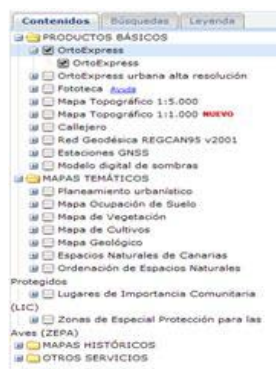 Contenidos Búsquedas Leyenda
PRODUCTOS BÁSICOS
OrtoExpress
OrtoExpress
OrtoExpress urbana alta resolución
Fototeca Ayuda
Mapa Topográfico 1:5.000
Mapa Topográfico 1:1.000 NUEVO
Callejero
Red Geodésica REGCAN95 v2001
Estaciones GNSS
Modelo digital de sombras
MAPAS TEMÁTICOS
Planeamiento urbanístico
Mapa Ocupación de Suelo
Mapa de Vegetación
Mapa de Cultivos
Mapa Geológico
Espacios Naturales de Canarias
Ordenación de Espacios Naturales
Protegidos
Lugares de Importancia Comunitaria
(LIC)
Zonas de Especial Protección para las
Aves (ZEPA)
MAPAS HISTÓRICOS
OTROS SERVICIOS